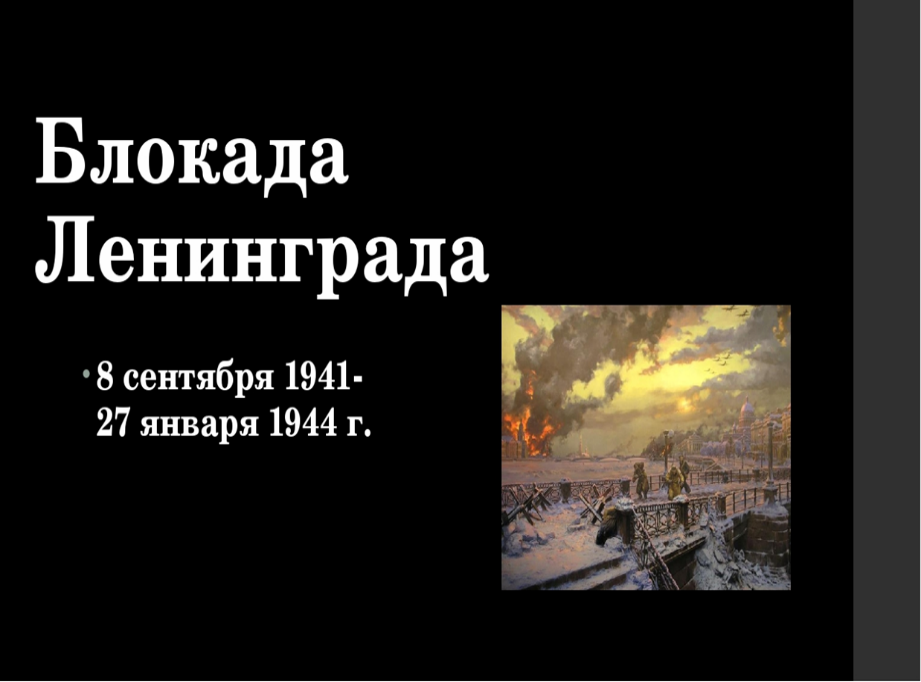 Блокада
Ленинграда
•8 сентября 1941-
27 января 1944 г.